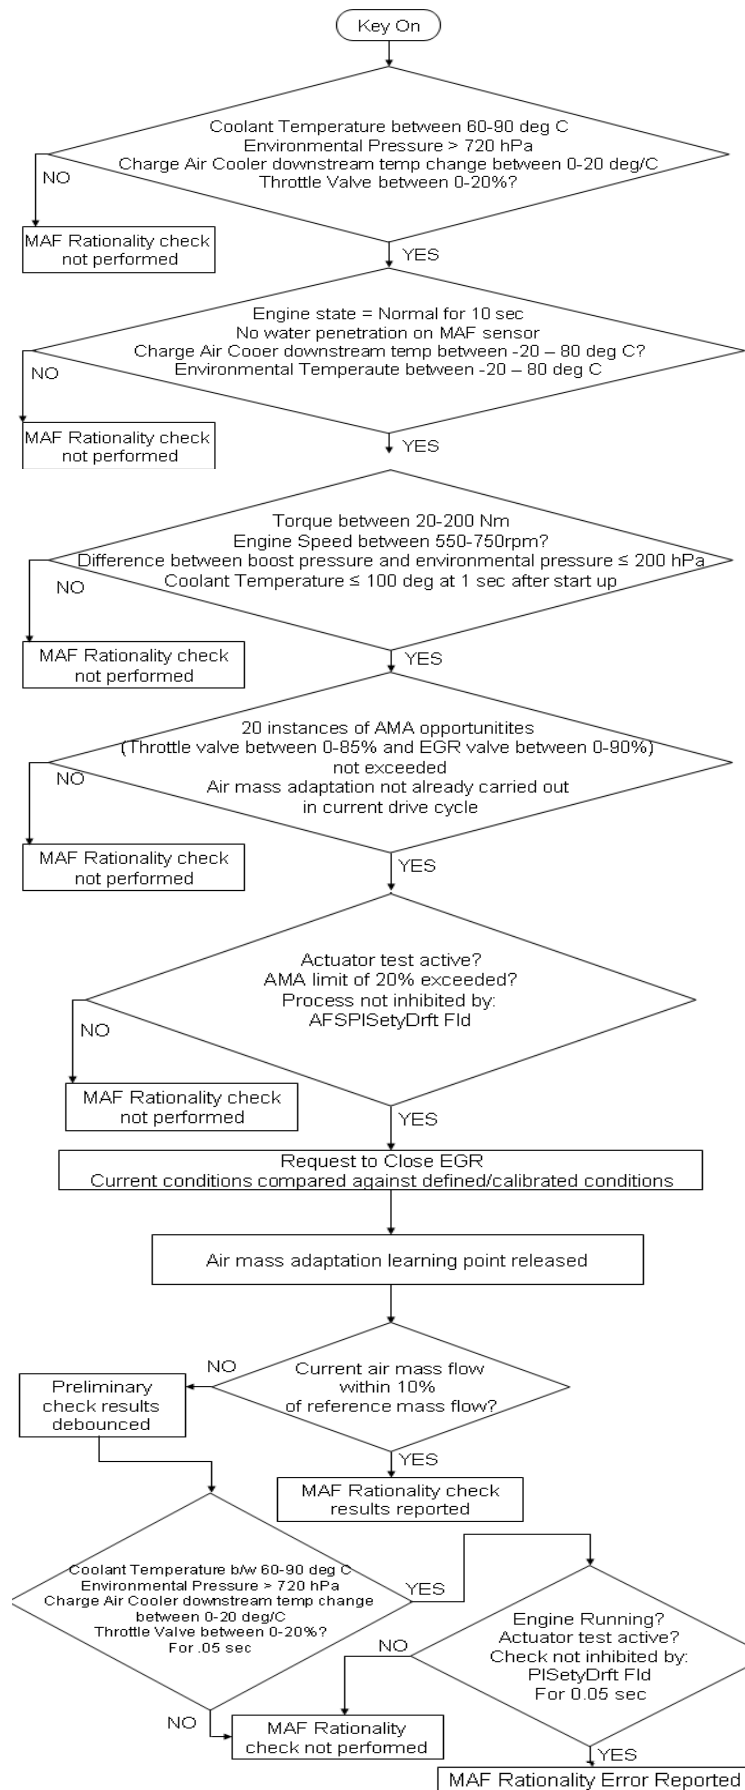 Key On
Coolant Temperature between 60-90 deg C
Environmental Pressure > 720 hPa
Charge Air Cooler downstream temp change between 0-20 deg/C
Throttle Valve between 0-20%?
NO
MAF Rationality check
not performed
YES
Engine state = Normal for 10 sec
No water penetration on MAF sensor
Charge Air Cooer downstream temp between -20 – 80 deg C?
Environmental Temperaute between -20 – 80 deg C
NO
MAF Rationality check
not performed
YES
Torque between 20-200 Nm
Engine Speed between 550-750rpm?
Difference between boost pressure and environmental pressure ≤ 200 hPa
Coolant Temperature ≤ 100 deg at 1 sec after start up
NO
MAF Rationality check
not performed
YES
20 instances of AMA opportunitites
(Throttle valve between 0-85% and EGR valve between 0-90%)
not exceeded
Air mass adaptation not already carried out
in current drive cycle
NO
MAF Rationality check
not performed
YES
Actuator test active?
AMA limit of 20% exceeded?
Process not inhibited by:
AFSPlSetyDrft Fld
NO
MAF Rationality check
not performed
YES
Request to Close EGR
Current conditions compared against defined/calibrated conditions
Air mass adaptation learning point released
Current air mass flow
within 10%
of reference mass flow?
NO
Preliminary
check results
debounced
YES
MAF Rationality check
results reported
Coolant Temperature b/w 60-90 deg C
Environmental Pressure > 720 hPa
Charge Air Cooler downstream temp change
between 0-20 deg/C
Throttle Valve between 0-20%?
For .05 sec
YES
NO
Engine Running?
Actuator test active?
Check not inhibited by:
PlSetyDrft Fld
For 0.05 sec
NO
MAF Rationality
check not performed
YES
MAF Rationality Error Reported